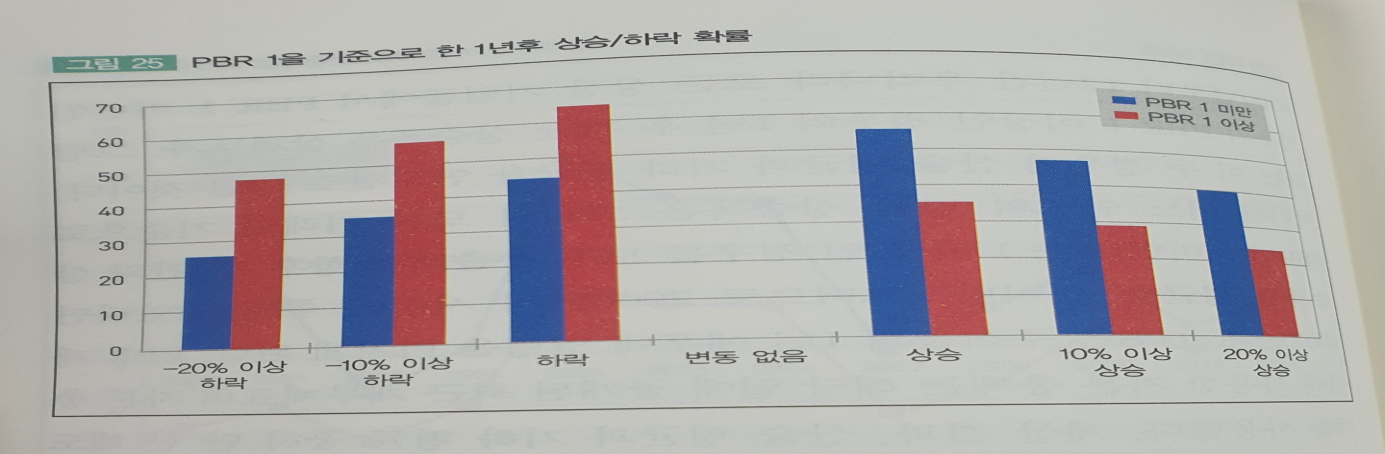 그림 25 PBR 1을 기준으로 한 1년후 상승/하락 확률
PBR 1 미만
PBR 1 이상
70
60
50
40
30
20
10
0
-20% 이상 하락
-10% 이상 하락
하락
변동 없음
상승
10% 이상 상승
20% 이상 상승